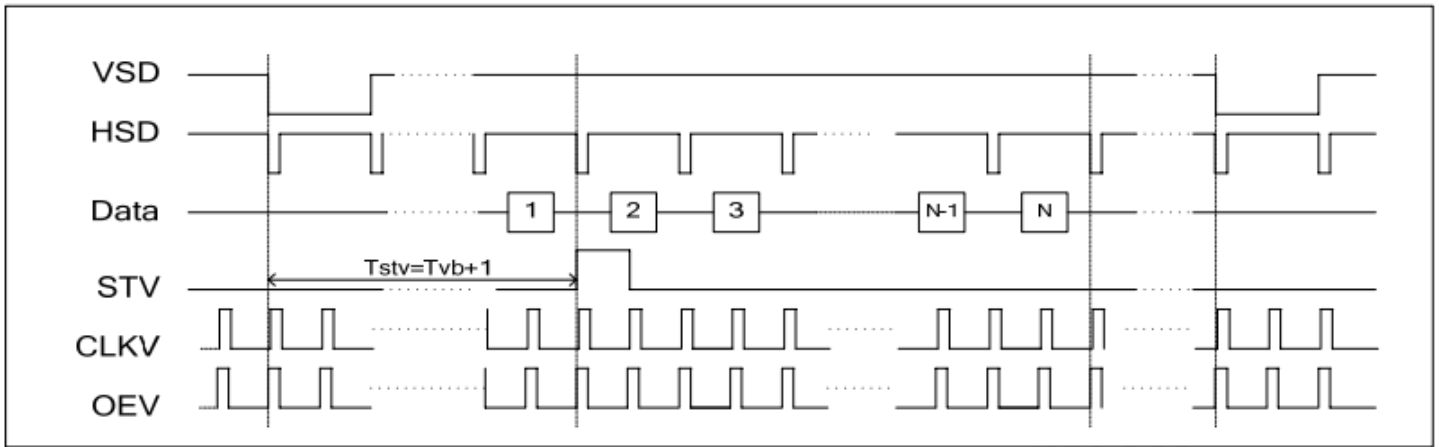 VSD
HSD
Data 1 2 3 N-1 N
Tstv=Tvb+1
STV
CLKV
OEV